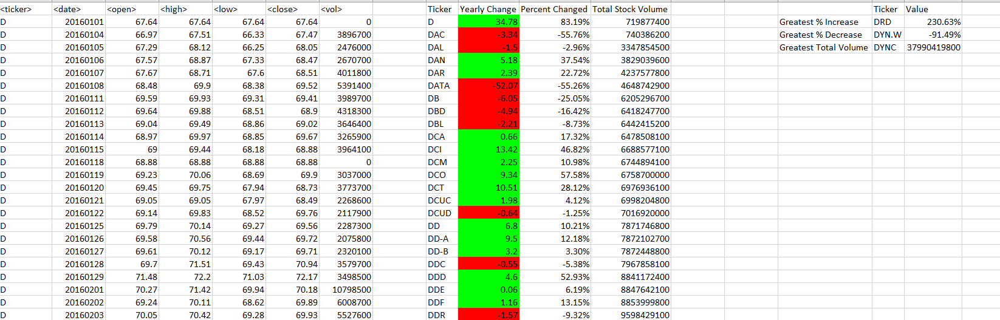 <ticker> <date> <open> <high> <low> <close> <vol> Ticker Yearly Change Percent Changed Total Stock Volume Ticker Value
D 20160101 67.64 67.64 67.64 67.64 0 D 34.78 83.19% 719877400 Greatest % Increase DRD 230.63%
D 20160104 66.97 67.51 66.33 67.47 3896700 DAC -3.34 -55.76% 740386200 Greatest % Decrease DYN.W -91.49%
D 20160105 67.29 68.12 66.25 68.05 2476000 DAL -1.5 -2.96% 3347854500 Greatest Total Volume DYNC 37990419800
D 20160106 67.57 68.87 67.33 68.47 2670700 DAN 5.18 37.54% 3829039600
D 20160107 67.67 68.71 67.6 68.51 4011800 DAR 2.39 22.72% 4237577800
D 20160108 68.48 69.9 68.38 69.52 5391400 DATA -52.07 -55.26% 4648742900
D 20160111 69.59 69.93 69.31 69.41 3989700 DB -6.05 -25.05% 6205296700
D 20160112 69.64 69.88 68.51 68.9 4318300 DBD -4.94 -16.42% 6418247700
D 20160113 69.04 69.49 68.86 69.02 3646400 DBL -2.21 -8.73% 6442415200
D 20160114 68.97 69.97 68.85 69.67 3265900 DCA 0.66 17.32% 6478508100
D 20160115 69 69.44 68.18 68.88 3964100 DCI 13.42 46.82% 6688577100
D 20160118 68.88 68.88 68.88 68.88 0 DCM 2.25 10.98% 6744894100
D 20160119 69.23 70.06 68.69 69.9 3037000 DCO 9.34 57.58% 6758700000
D 20160120 69.45 69.75 67.94 68.73 3773700 DCT 10.51 28.12% 6976936100
D 20160121 69.05 69.05 67.97 68.49 2268600 DCUC 1.98 4.12% 6998204800
D 20160122 69.14 69.83 68.52 69.76 2117900 DCUD -0.64 -1.25% 7016920000
D 20160125 69.79 70.14 69.27 69.56 2287300 DD 6.8 10.21% 7871746800
D 20160126 69.58 70.56 69.44 69.72 2075800 DD-A 9.5 12.18% 7872102700
D 20160127 69.61 70.12 69.17 69.71 2320100 DD-B 3.2 3.30% 7872448800
D 20160128 69.7 71.51 69.43 70.94 3579700 DDC -0.55 -5.38% 7967858100
D 20160129 71.48 72.2 71.03 72.17 3498500 DDD 4.6 52.93% 8841172400
D 20160201 70.27 71.42 69.94 70.18 10798500 DDE 0.06 6.19% 8847642100
D 20160202 69.24 70.11 68.62 69.89 6008700 DDF 1.16 13.15% 8853999800
D 20160203 70.05 70.42 69.28 69.93 5527600 DDR -1.57 -9.32% 9598429100